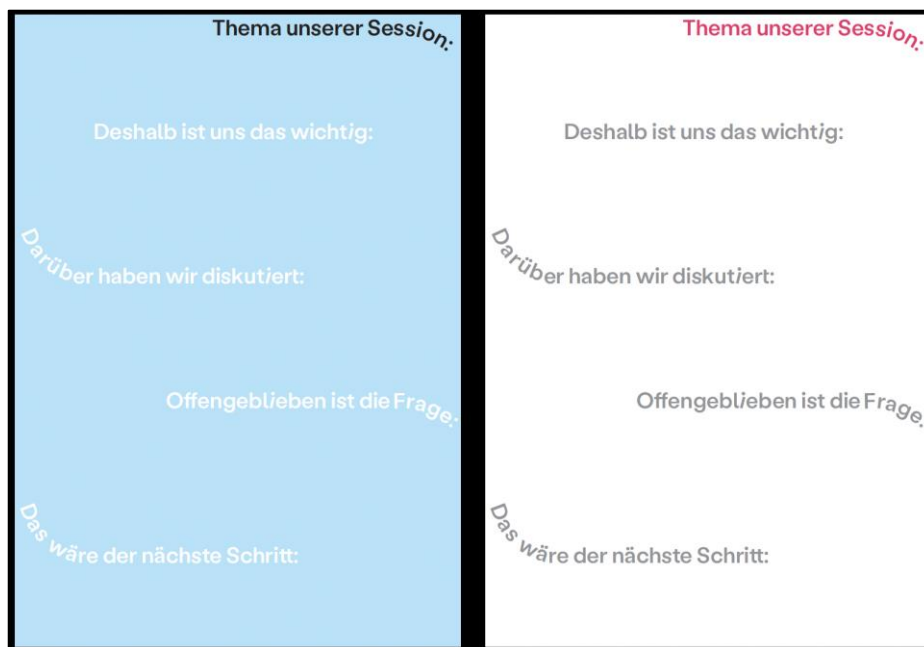 Thema unserer Session:
Deshalb ist uns das wichtig:
Darüber haben wir diskutiert:
Offengeblieben ist die Frage:
Das wäre der nächste Schritt:
Thema unserer Session:
Deshalb ist uns das wichtig:
Darüber haben wir diskutiert:
Offengeblieben ist die Frage:
Das wäre der nächste Schritt: